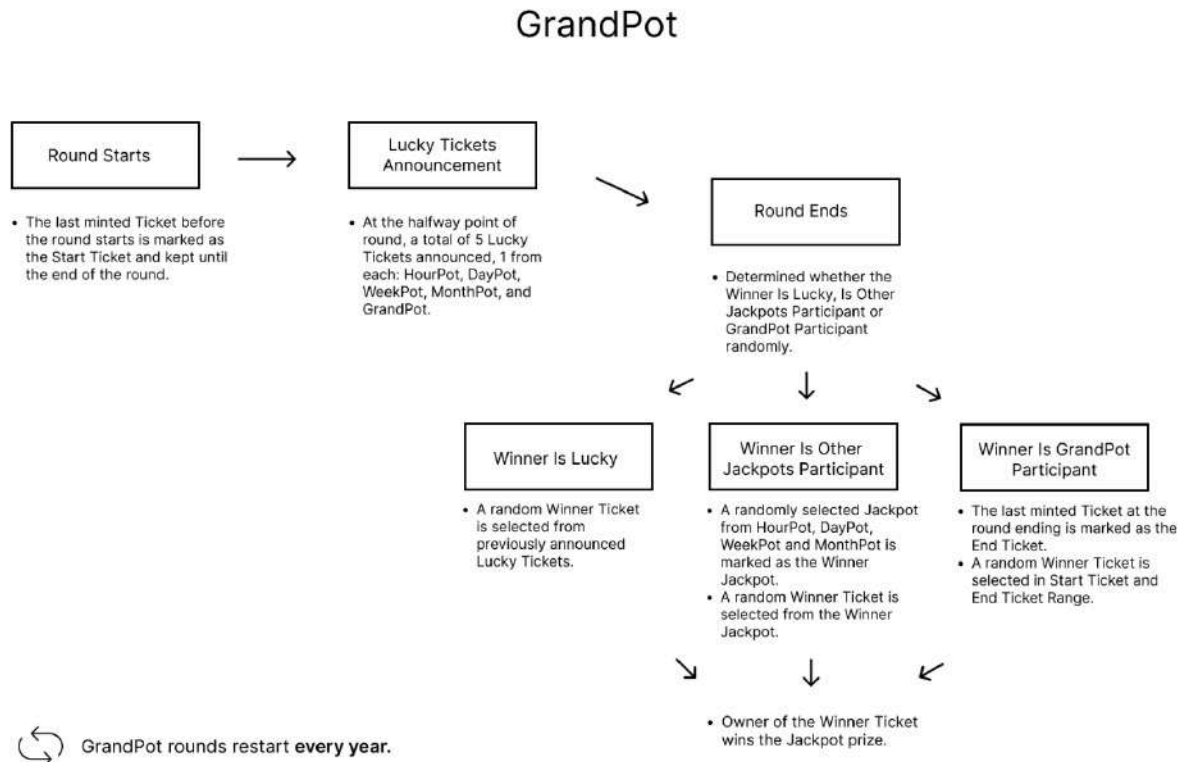 GrandPot
Round Starts
• The last minted Ticket before
the round starts is marked as
the Start Ticket and kept until
the end of the round.
Lucky Tickets
Announcement
• At the halfway point of
round, a total of 5 Lucky
Tickets announced, 1 from
each: HourPot, DayPot,
WeekPot, MonthPot, and
GrandPot.
Round Ends
• Determined whether the
Winner Is Lucky, Is Other
Jackpots Participant or
GrandPot Participant
randomly.
Winner Is Lucky
• A random Winner Ticket
is selected from
previously announced
Lucky Tickets.
Winner Is Other
Jackpots Participant
• A randomly selected Jackpot
from HourPot, DayPot,
WeekPot and MonthPot is
marked as the Winner
Jackpot.
• A random Winner Ticket is
selected from the Winner
Jackpot.
Winner Is GrandPot
Participant
• The last minted Ticket at the
round ending is marked as the
End Ticket.
• A random Winner Ticket is
selected in Start Ticket and
End Ticket Range.
• Owner of the Winner Ticket
wins the Jackpot prize.
GrandPot rounds restart every year.